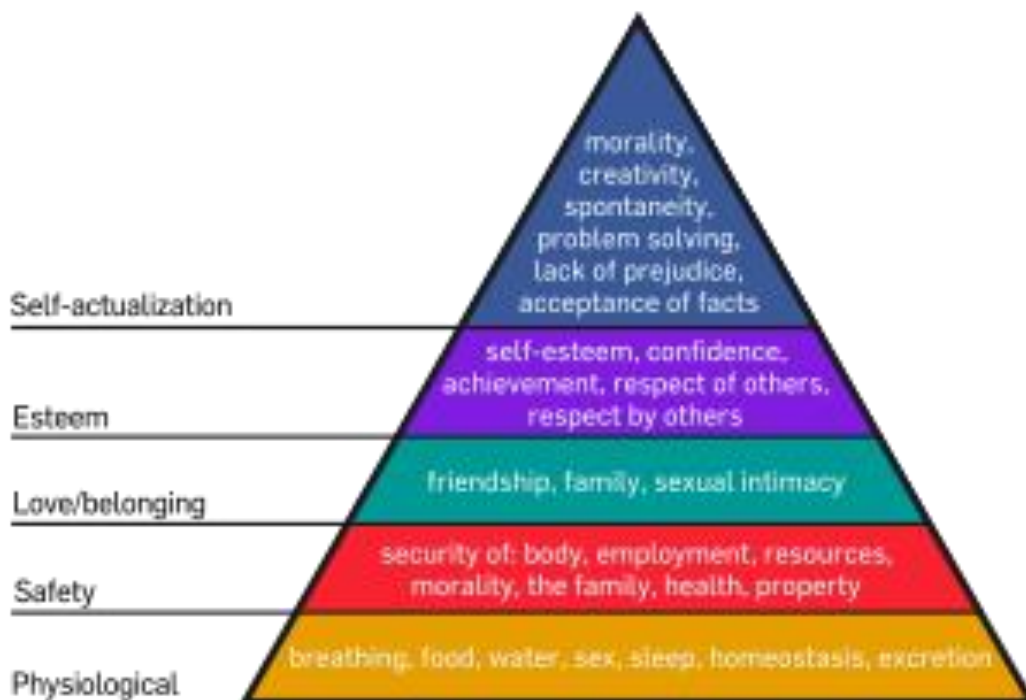 morality,
creativity,
spontaneity,
problem solving,
lack of prejudice,
acceptance of facts
Self-actualization
self-esteem, confidence,
achievement, respect of others,
respect by others
Esteem
friendship, family, sexual intimacy
Love/belonging
security of: body, employment, resources,
morality, the family, health, property
Safety
breathing, food, water, sex, sleep, homeostasis, excretion
Physiological